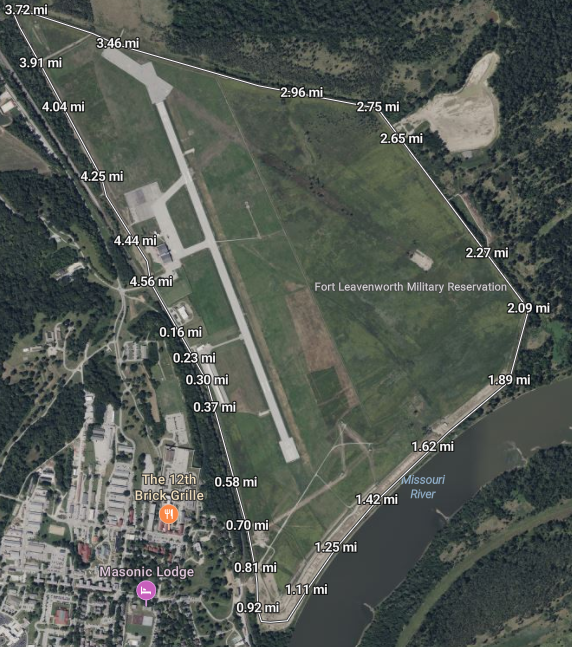 3.72 mi
3.46 mi
3.91 mi
2.96 mi
4.04 mi
2.75 mi
2.65 mi
4.25 mi
4.44 mi
2.27 mi
4.56 mi
Fort Leavenworth Military Reservation
2.09 mi
0.16 mi
0.23 mi
0.30 mi
1.89 mi
0.37 mi
1.62 mi
The 12th
Brick Grille
0.58 mi
Missouri
River
1.42 mi
0.70 mi
1.25 mi
0.81 mi
Masonic Lodge
1.11 mi
0.92 mi